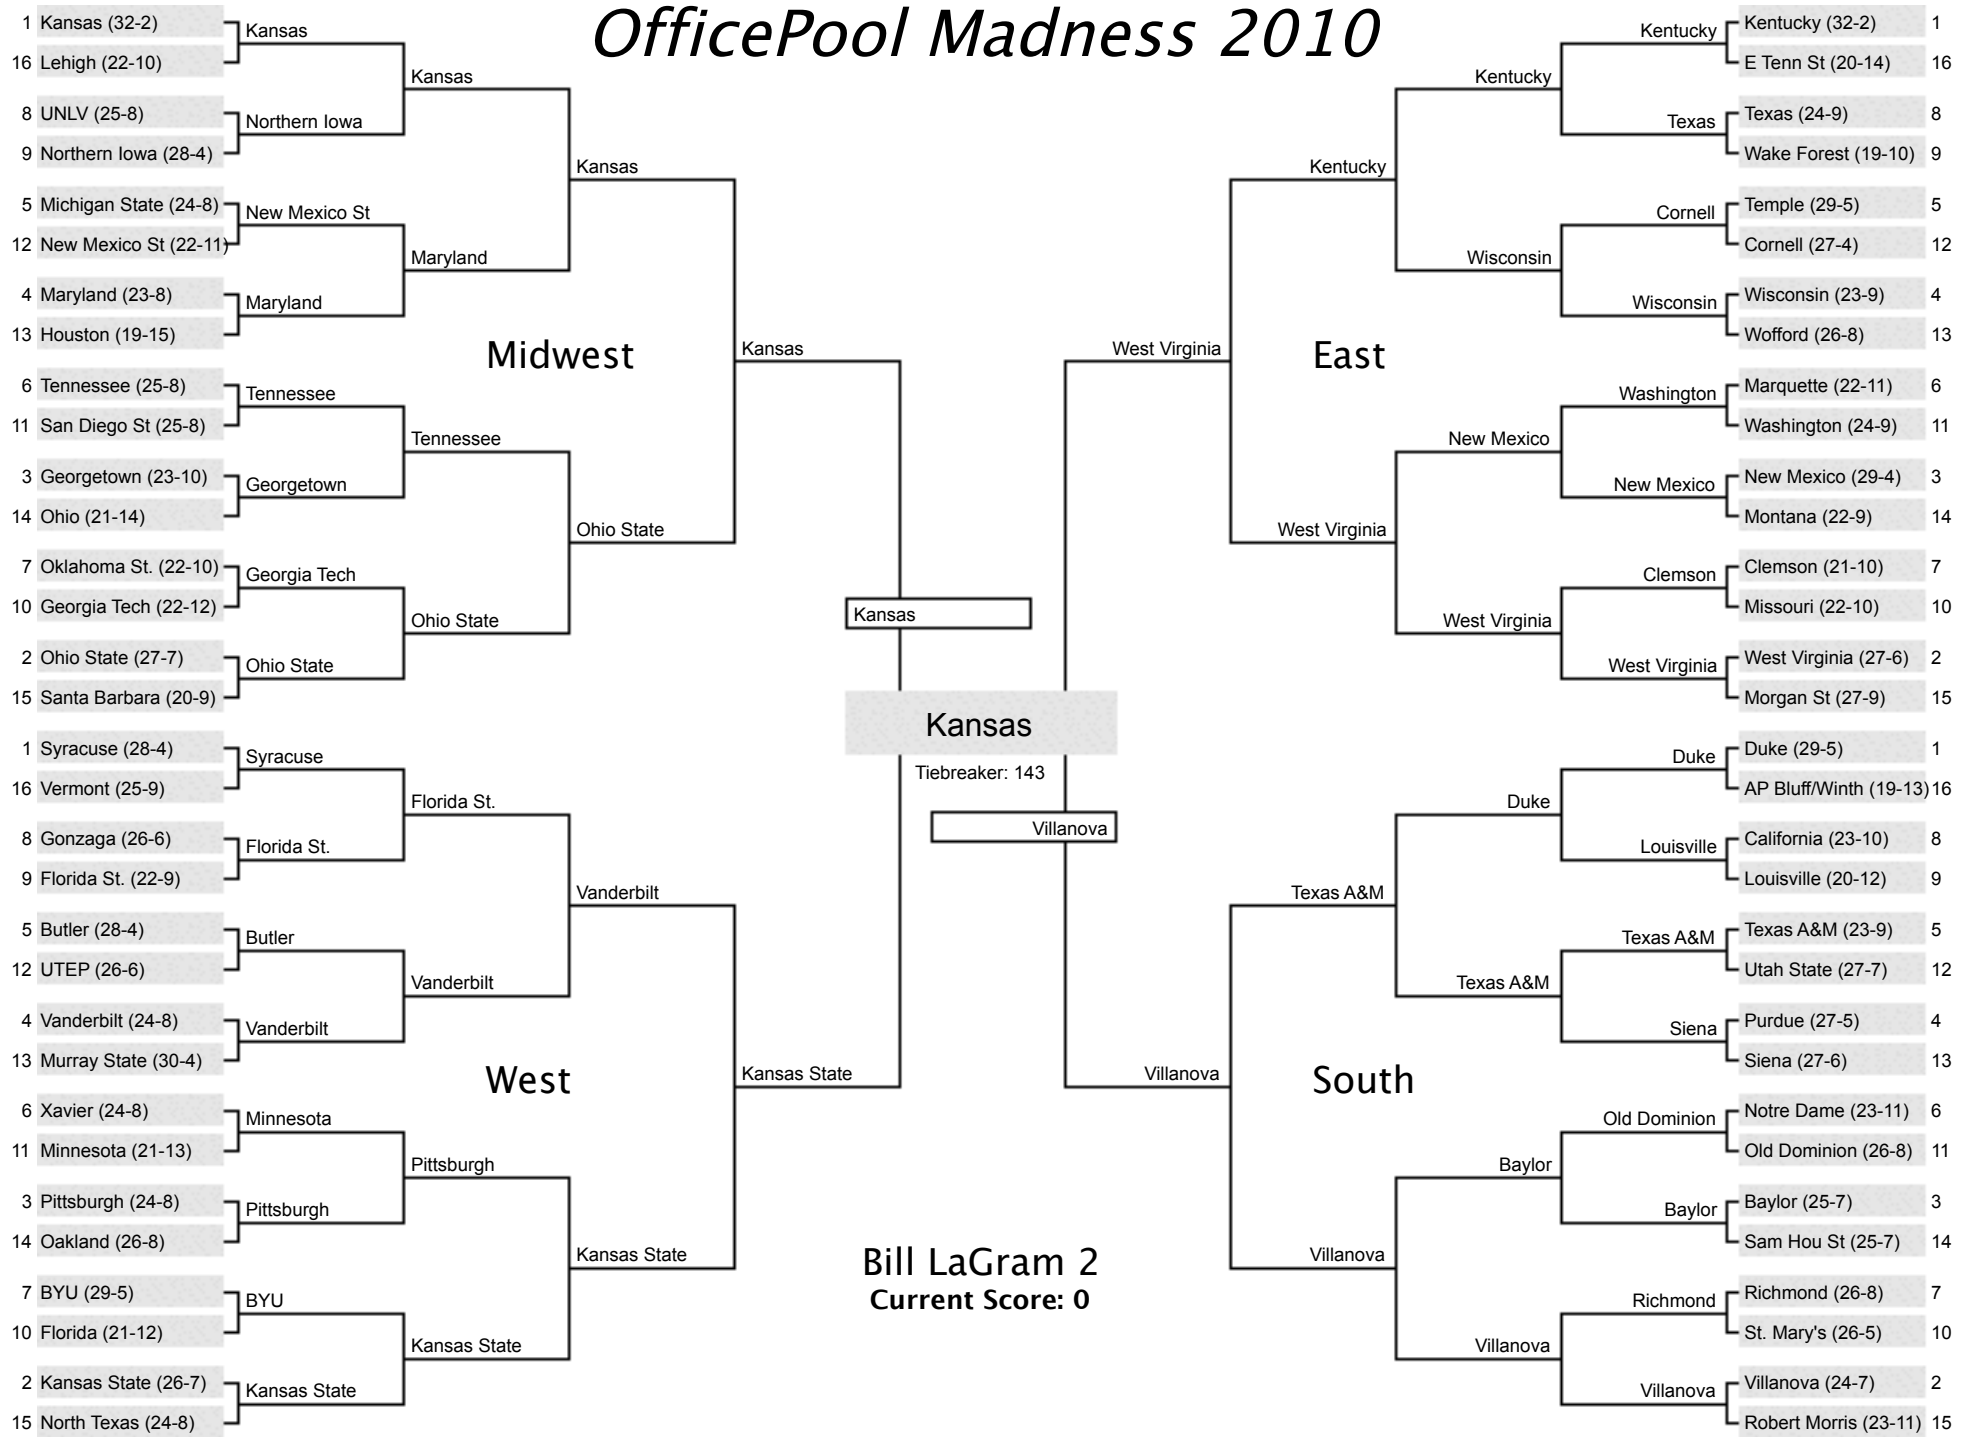 OfficePool Madness 2010
1 Kansas (32-2)
16 Lehigh (22-10)
8 UNLV (25-8)
9 Northern Iowa (28-4)
5 Michigan State (24-8)
12 New Mexico St (22-11)
4 Maryland (23-8)
13 Houston (19-15)
6 Tennessee (25-8)
11 San Diego St (25-8)
3 Georgetown (23-10)
14 Ohio (21-14)
7 Oklahoma St. (22-10)
10 Georgia Tech (22-12)
2 Ohio State (27-7)
15 Santa Barbara (20-9)
Kansas
Northern Iowa
New Mexico St
Maryland
Tennessee
Georgetown
Georgia Tech
Ohio State
Kansas
Maryland
Tennessee
Ohio State
Kansas
Ohio State
Kansas
Midwest
1 Syracuse (28-4)
16 Vermont (25-9)
8 Gonzaga (26-6)
9 Florida St. (22-9)
5 Butler (28-4)
12 UTEP (26-6)
4 Vanderbilt (24-8)
13 Murray State (30-4)
6 Xavier (24-8)
11 Minnesota (21-13)
3 Pittsburgh (24-8)
14 Oakland (26-8)
7 BYU (29-5)
10 Florida (21-12)
2 Kansas State (26-7)
15 North Texas (24-8)
Syracuse
Florida St.
Butler
Vanderbilt
Minnesota
Pittsburgh
BYU
Kansas State
Florida St.
Vanderbilt
Pittsburgh
Kansas State
Vanderbilt
Kansas State
Kansas State
West
Kansas
Kansas
Tiebreaker: 143
Villanova
Bill LaGram 2
Current Score: 0
Kentucky (32-2) 1
E Tenn St (20-14) 16
Texas (24-9) 8
Wake Forest (19-10) 9
Temple (29-5) 5
Cornell (27-4) 12
Wisconsin (23-9) 4
Wofford (26-8) 13
Marquette (22-11) 6
Washington (24-9) 11
New Mexico (29-4) 3
Montana (22-9) 14
Clemson (21-10) 7
Missouri (22-10) 10
West Virginia (27-6) 2
Morgan St (27-9) 15
Kentucky
Texas
Cornell
Wisconsin
Washington
New Mexico
Clemson
West Virginia
Kentucky
Wisconsin
New Mexico
West Virginia
Kentucky
West Virginia
West Virginia
East
Duke (29-5) 1
AP Bluff/Winth (19-13) 16
California (23-10) 8
Louisville (20-12) 9
Texas A&M (23-9) 5
Utah State (27-7) 12
Purdue (27-5) 4
Siena (27-6) 13
Notre Dame (23-11) 6
Old Dominion (26-8) 11
Baylor (25-7) 3
Sam Hou St (25-7) 14
Richmond (26-8) 7
St. Mary's (26-5) 10
Villanova (24-7) 2
Robert Morris (23-11) 15
Duke
Louisville
Texas A&M
Siena
Old Dominion
Baylor
Richmond
Villanova
Duke
Texas A&M
Baylor
Villanova
Texas A&M
Villanova
Villanova
South